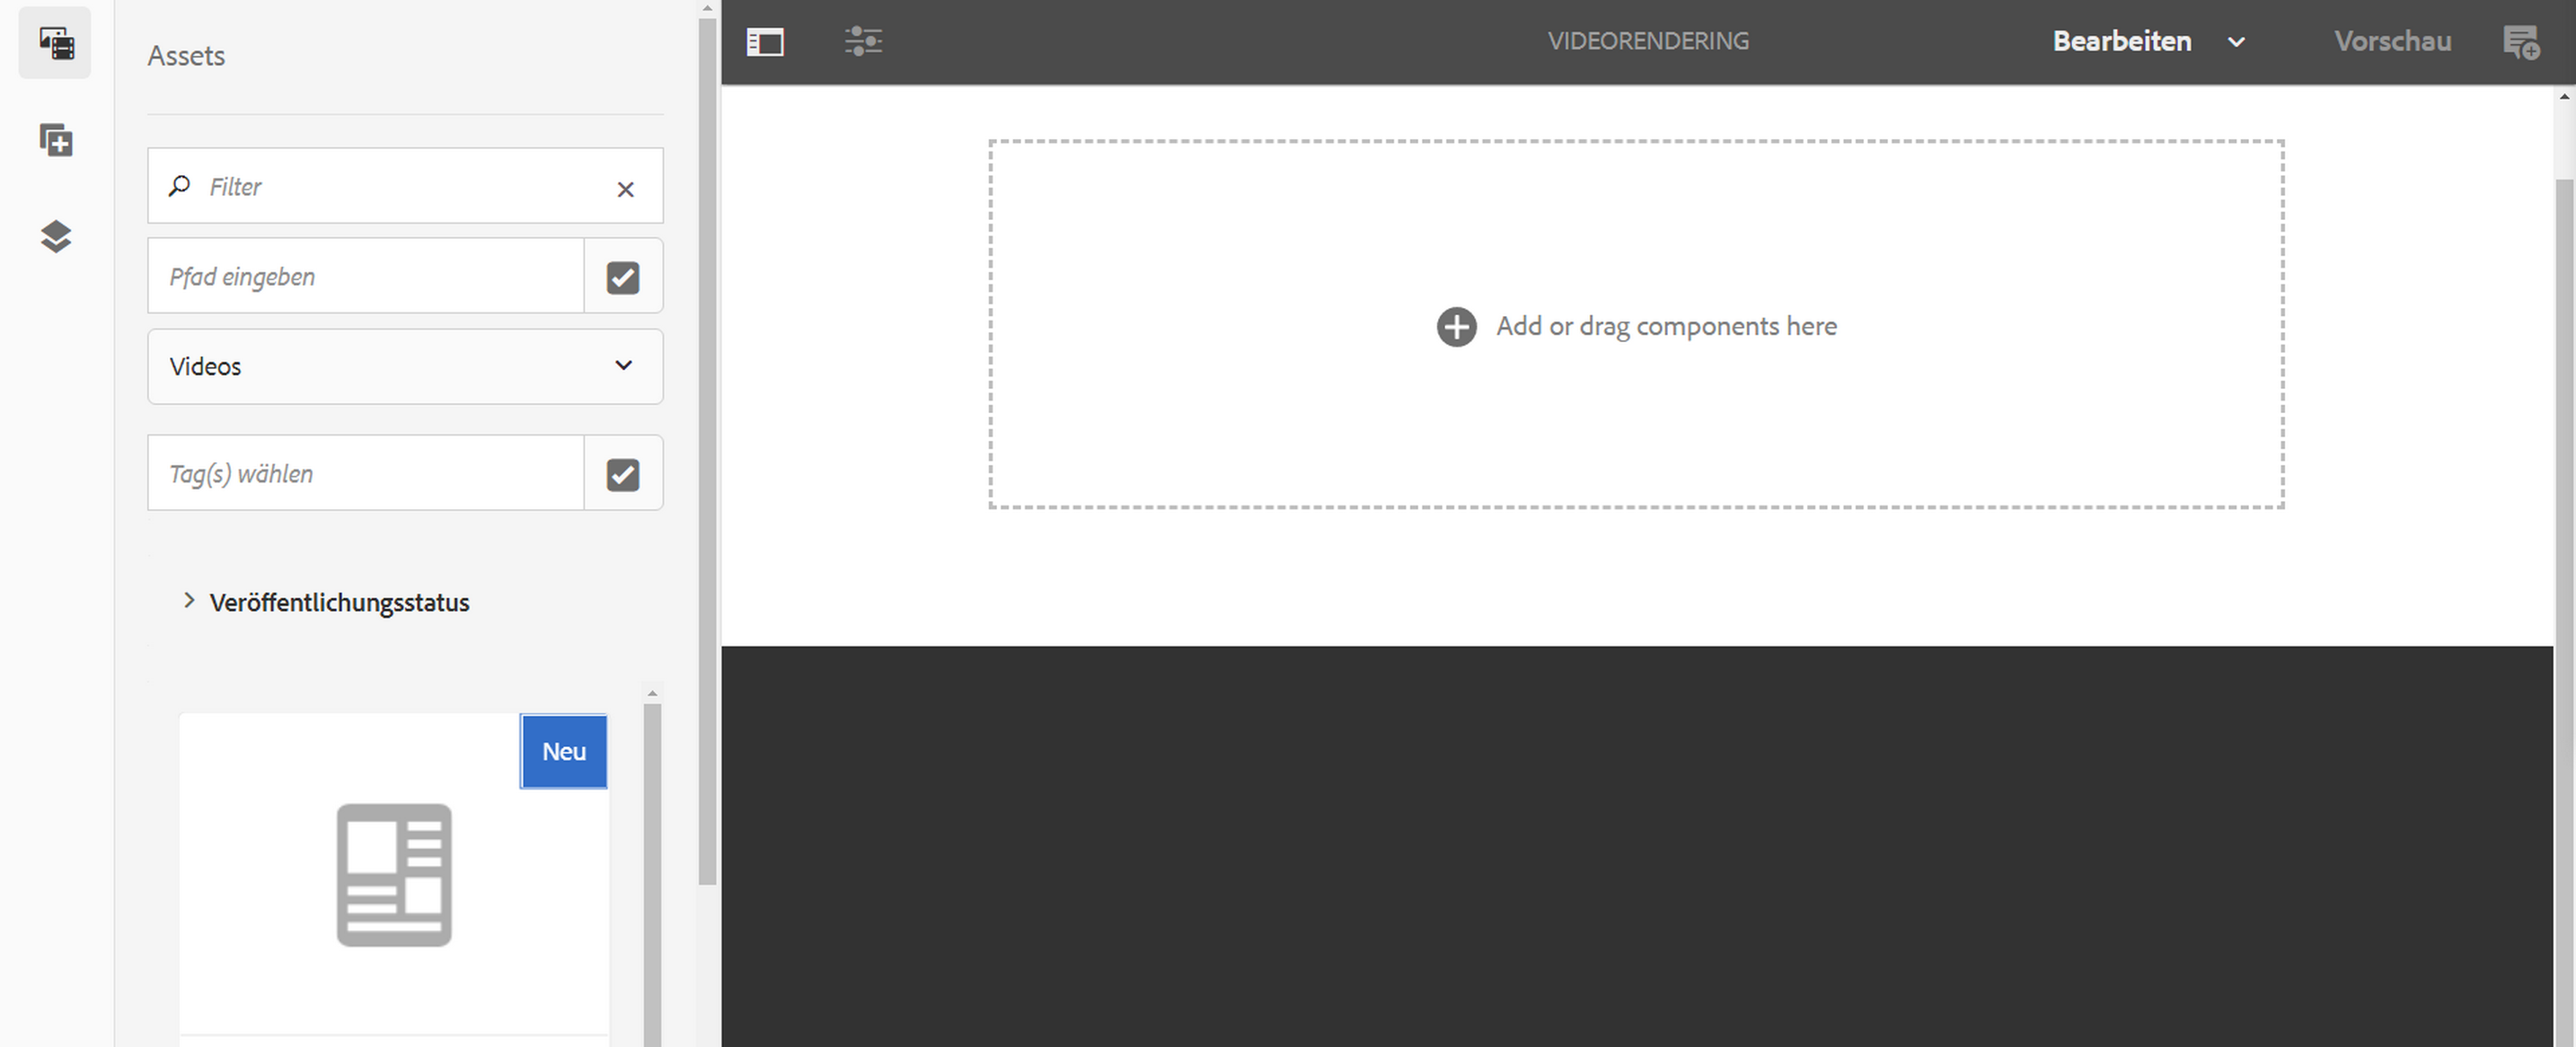 Assets
Filter
Pfad eingeben
Videos
Tag(s) wählen
Veröffentlichungsstatus
Neu
VIDEORENDERING
Bearbeiten
Vorschau
Add or drag components here